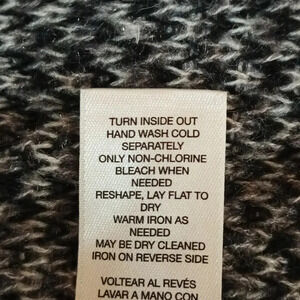 TURN INSIDE OUT
HAND WASH COLD
SEPARATELY
ONLY NON-CHLORINE
BLEACH WHEN
NEEDED
RESHAPE, LAY FLAT TO
DRY
WARM IRON AS
NEEDED
MAY BE DRY CLEANED
IRON ON REVERSE SIDE
VOLTEAR AL REVÉS
LAVAR A MANO CON